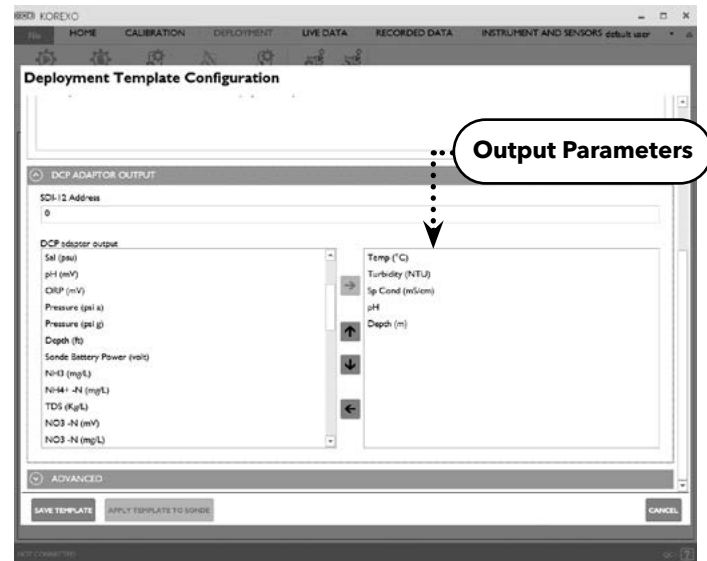 KOREXO
File HOME CALIBRATION DEPLOYMENT LIVE DATA RECORDED DATA INSTRUMENT AND SENSORS default user
Deployment Template Configuration
Output Parameters
DCP ADAPTOR OUTPUT
SDI-12 Address
0
DCP adapter output
Sal (psu)
pH (mV)
ORP (mV)
Pressure (psi a)
Pressure (psi g)
Depth (ft)
Sonde Battery Power (volt)
NH3 (mg/L)
NH4+ -N (mg/L)
TDS (Kg/L)
NO3 -N (mV)
NO3 -N (mg/L)
Temp (°C)
Turbidity (NTU)
Sp Cond (mS/cm)
pH
Depth (m)
ADVANCED
SAVE TEMPLATE APPLY TEMPLATE TO SONDE CANCEL
NOT CONNECTED